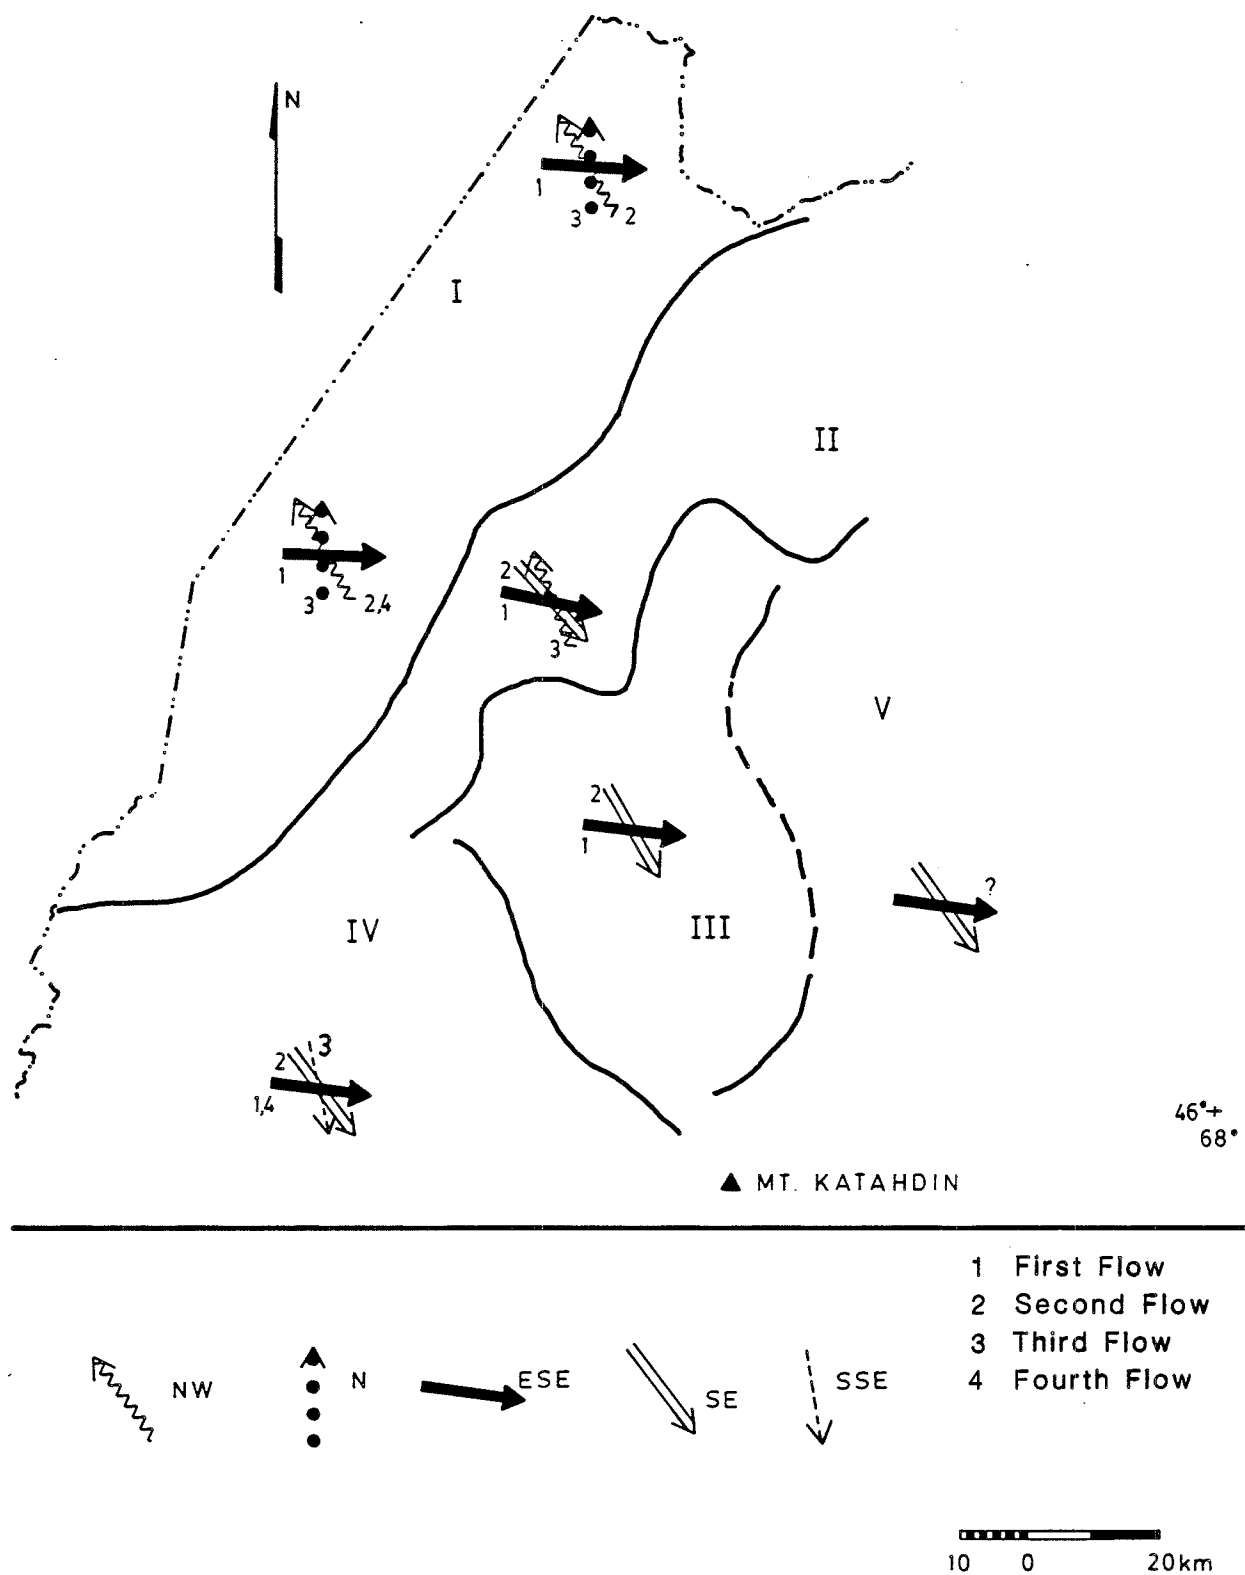 N
1
3
2
I
II
1
3
2,4
2
1
3
V
2
1
?
IV
III
3
2
1,4
46°+
68°
▲ MT. KATAHDIN
1 First Flow
2 Second Flow
3 Third Flow
4 Fourth Flow
NW
N
ESE
SE
SSE
10 0 20km